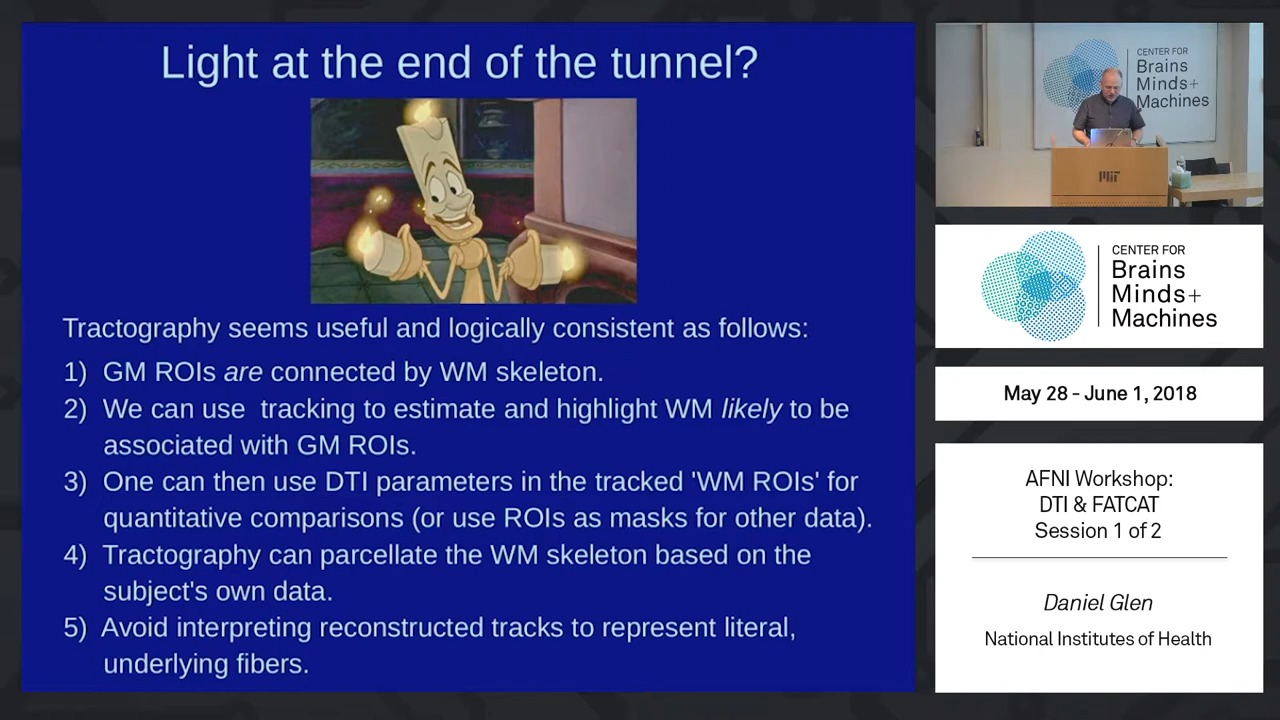 Light at the end of the tunnel?
Tractography seems useful and logically consistent as follows:
1) GM ROIs are connected by WM skeleton.
2) We can use tracking to estimate and highlight WM likely to be
associated with GM ROIs.
3) One can then use DTI parameters in the tracked 'WM ROIs' for
quantitative comparisons (or use ROIs as masks for other data).
4) Tractography can parcellate the WM skeleton based on the
subject's own data.
5) Avoid interpreting reconstructed tracks to represent literal,
underlying fibers.
CENTER FOR
Brains
Minds+
Machines
MIT
CENTER FOR
Brains
Minds+
Machines
May 28 - June 1, 2018
AFNI Workshop:
DTI & FATCAT
Session 1 of 2
Daniel Glen
National Institutes of Health